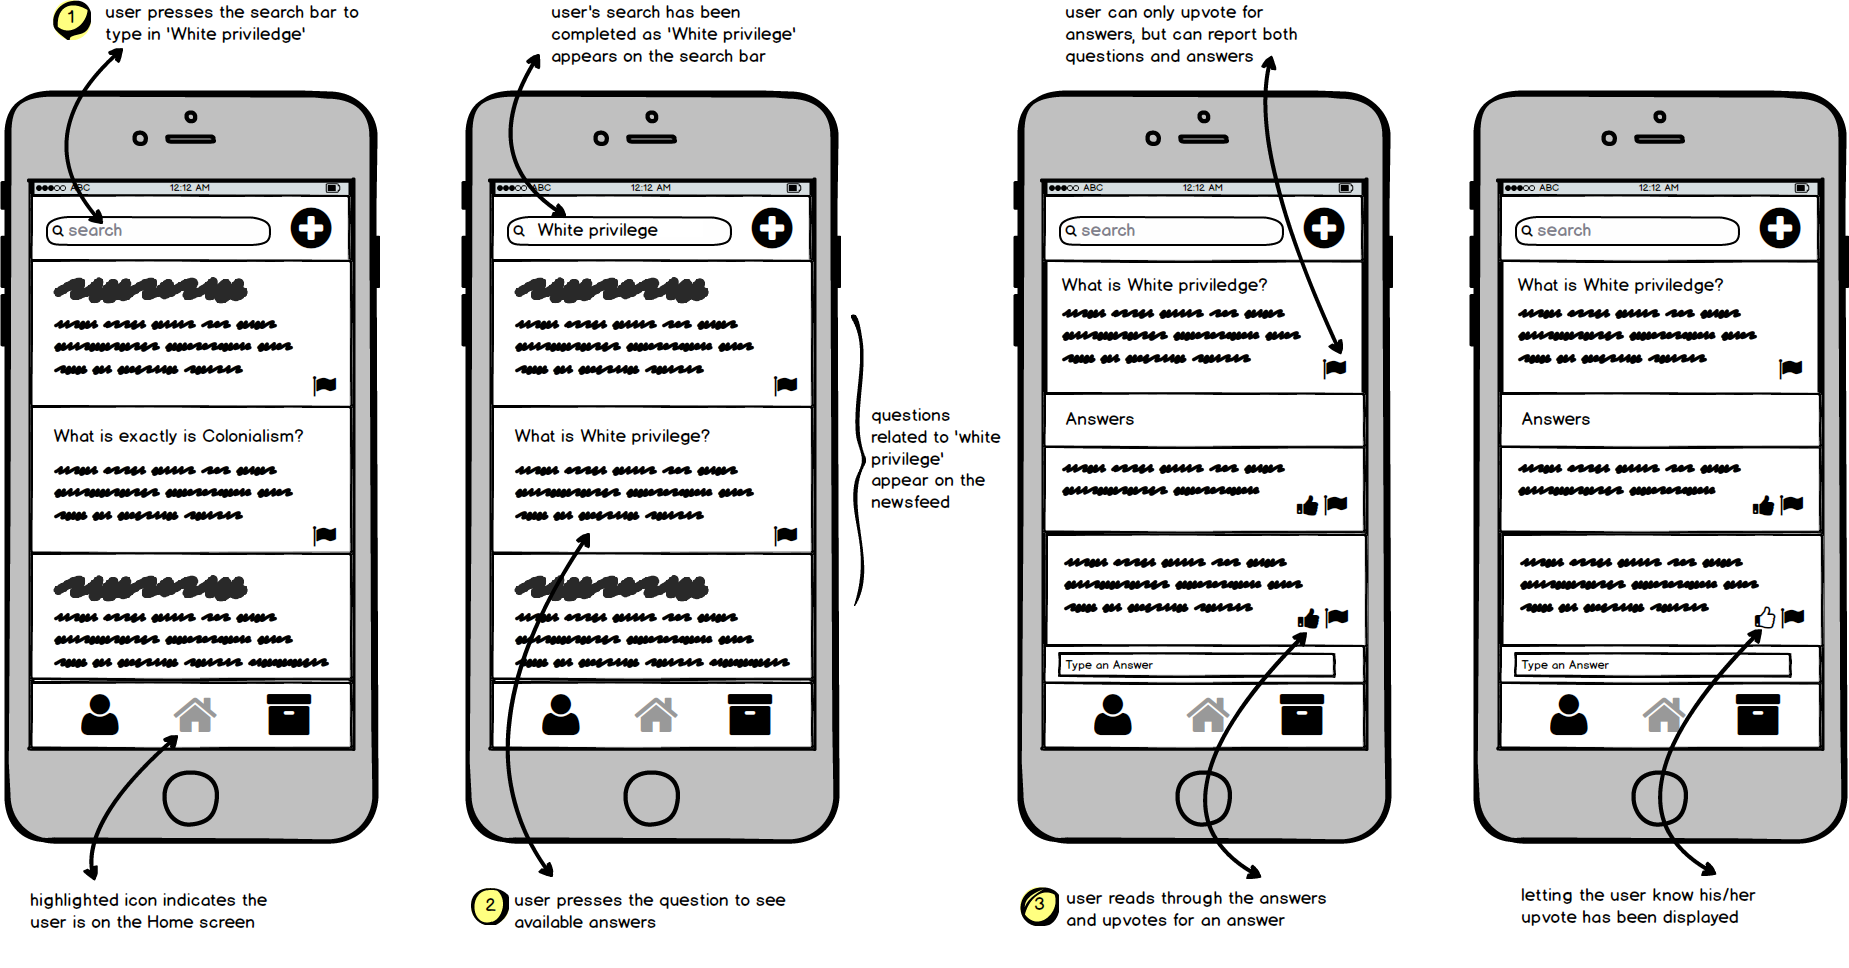 1
user presses the search bar to
type in 'White priviledge'
ABC
12:12 AM
search
What is exactly is Colonialism?
highlighted icon indicates the
user is on the Home screen
user's search has been
completed as 'White privilege'
appears on the search bar
ABC
12:12 AM
White privilege
What is White privilege?
questions
related to 'white
privilege'
appear on the
newsfeed
2
user presses the question to see
available answers
user can only upvote for
answers, but can report both
questions and answers
ABC
12:12 AM
search
What is White priviledge?
Answers
Type an Answer
3
user reads through the answers
and upvotes for an answer
ABC
12:12 AM
search
What is White priviledge?
Answers
Type an Answer
letting the user know his/her
upvote has been displayed